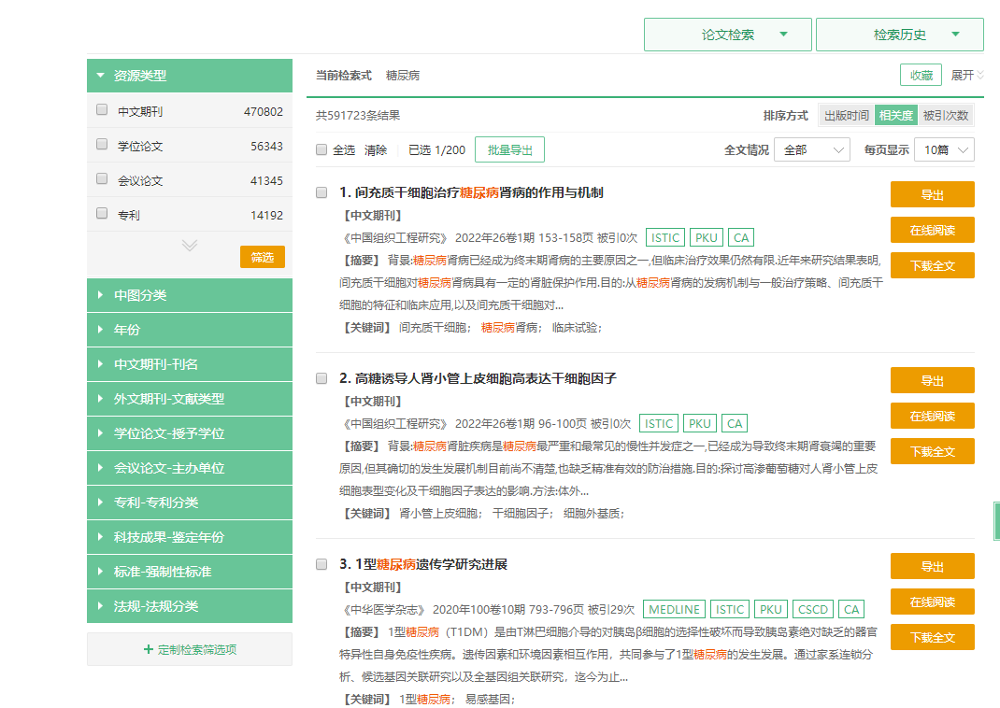 论文检索
检索历史
资源类型
中文期刊 470802
学位论文 56343
会议论文 41345
专利 14192
筛选
中图分类
年份
中文期刊-刊名
外文期刊-文献类型
学位论文-授予学位
会议论文-主办单位
专利-专利分类
科技成果-鉴定年份
标准-强制性标准
法规-法规分类
+ 定制检索筛选项
当前检索式 糖尿病 收藏 展开
共591723条结果 排序方式 出版时间 相关度 被引次数
全选 清除 已选 1/200 批量导出 全文情况 全部 每页显示 10篇
1. 间充质干细胞治疗糖尿病肾病的作用与机制
【中文期刊】
《中国组织工程研究》 2022年26卷1期 153-158页 被引0次 ISTIC PKU CA
【摘要】 背景:糖尿病肾病已经成为终末期肾病的主要原因之一,但临床治疗效果仍然有限.近年来研究结果表明,
间充质干细胞对糖尿病肾病具有一定的肾脏保护作用.目的:从糖尿病肾病的发病机制与一般治疗策略、间充质干
细胞的特征和临床应用,以及间充质干细胞对...
【关键词】 间充质干细胞； 糖尿病肾病； 临床试验；
导出
在线阅读
下载全文
2. 高糖诱导人肾小管上皮细胞高表达干细胞因子
【中文期刊】
《中国组织工程研究》 2022年26卷1期 96-100页 被引0次 ISTIC PKU CA
【摘要】 背景:糖尿病肾脏疾病是糖尿病最严重和最常见的慢性并发症之一,已经成为导致终末期肾衰竭的重要
原因,但其确切的发生发展机制目前尚不清楚,也缺乏精准有效的防治措施.目的:探讨高渗葡萄糖对人肾小管上皮
细胞表型变化及干细胞因子表达的影响.方法:体外...
【关键词】 肾小管上皮细胞； 干细胞因子； 细胞外基质；
导出
在线阅读
下载全文
3. 1型糖尿病遗传学研究进展
【中文期刊】
《中华医学杂志》 2020年100卷10期 793-796页 被引29次 MEDLINE ISTIC PKU CSCD CA
【摘要】 1型糖尿病（T1DM）是由T淋巴细胞介导的对胰岛β细胞的选择性破坏而导致胰岛素绝对缺乏的器官
特异性自身免疫性疾病。遗传因素和环境因素相互作用，共同参与了1型糖尿病的发生发展。通过家系连锁分
析、候选基因关联研究以及全基因组关联研究，迄今为止...
【关键词】 1型糖尿病； 易感基因；
导出
在线阅读
下载全文